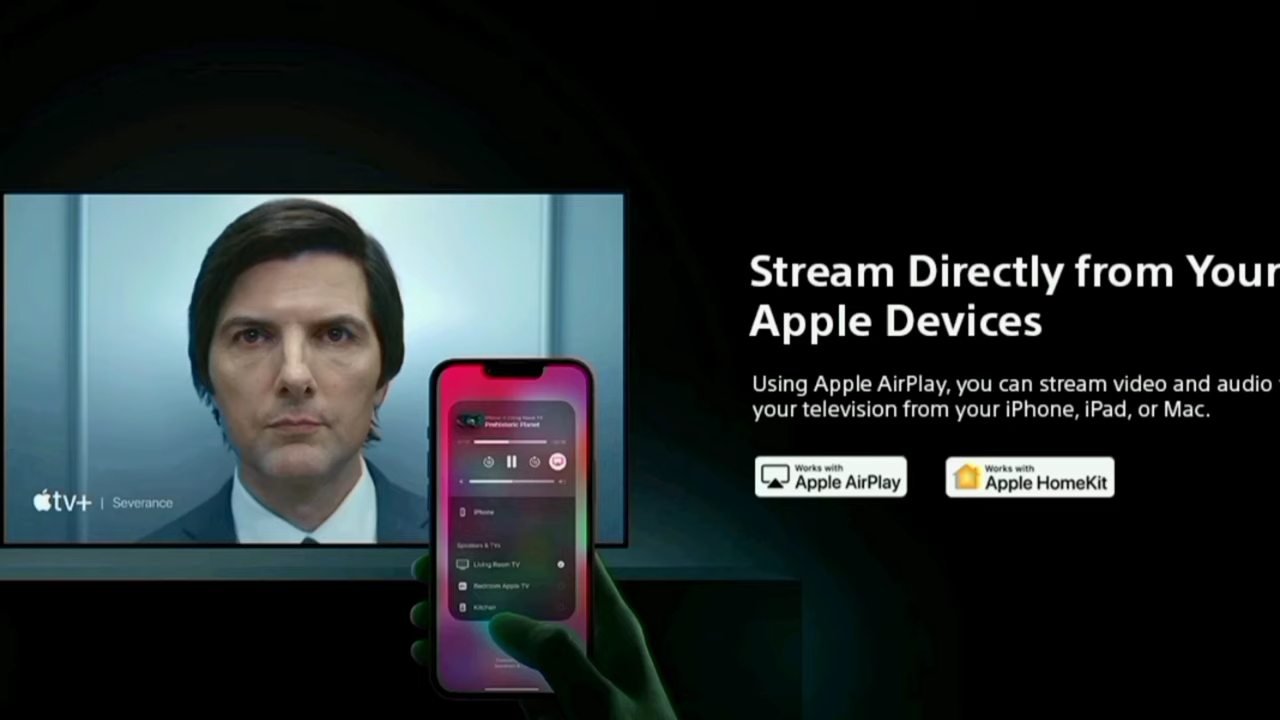 Stream Directly from Your
Apple Devices
Using Apple AirPlay, you can stream video and audio
your television from your iPhone, iPad, or Mac.
Works with
Apple AirPlay
Works with
Apple HomeKit
tv+ | Severance
Prehistoric Planet
iPhone
Speakers & TVs
Living Room TV
Bedroom Apple TV
Kitchen